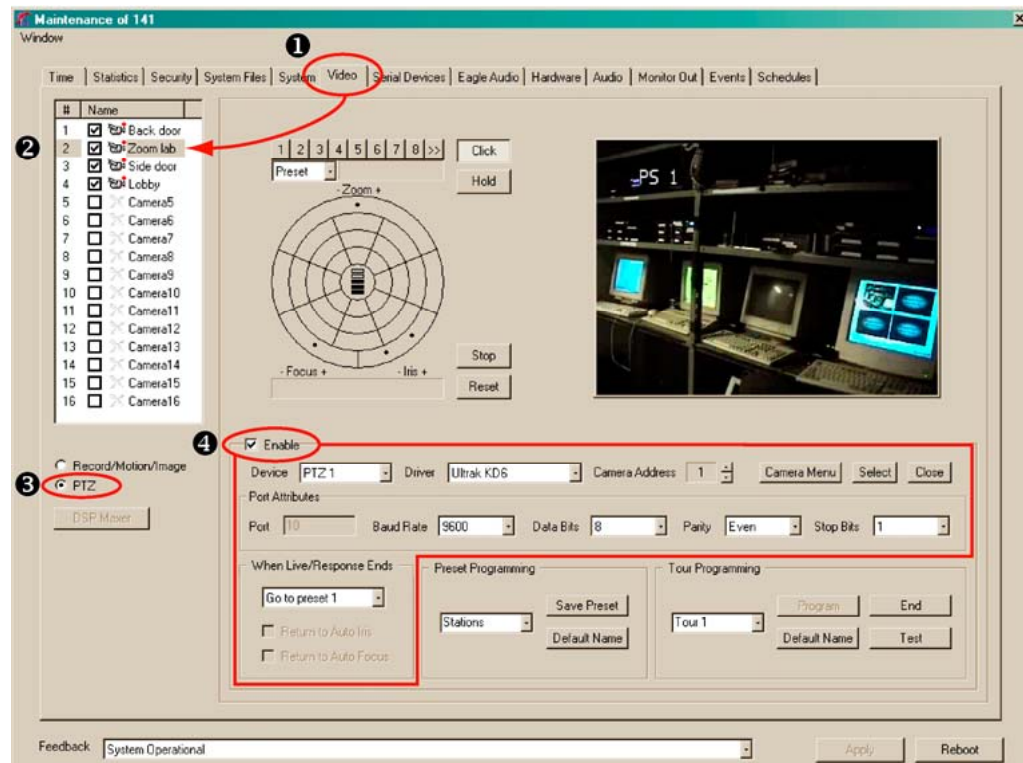 Maintenance of 141
Window
1
Time Statistics Security System Files System Video Serial Devices Eagle Audio Hardware Audio Monitor Out Events Schedules
# Name
1 Back door
2
2 Zoom lab
3 Side door
4 Lobby
5 Camera5
6 Camera6
7 Camera7
8 Camera8
9 Camera9
10 Camera10
11 Camera11
12 Camera12
13 Camera13
14 Camera14
15 Camera15
16 Camera16
1 2 3 4 5 6 7 8 >> Click
Preset Hold
- Zoom +
PS 1
Stop
- Focus + - Iris +
Reset
Record/Motion/Image
3 PTZ
DSP Maxer
4 Enable
Device PTZ 1 Driver Ultrak KD6 Camera Address 1 Camera Menu Select Close
Port Attributes
Port 10 Baud Rate 9600 Data Bits 8 Parity Even Stop Bits 1
When Live/Response Ends
Go to preset 1
Return to Auto Iris
Return to Auto Focus
Preset Programming
Stations Save Preset
Default Name
Tour Programming
Tour 1 Program End
Default Name Test
Feedback System Operational Apply Reboot